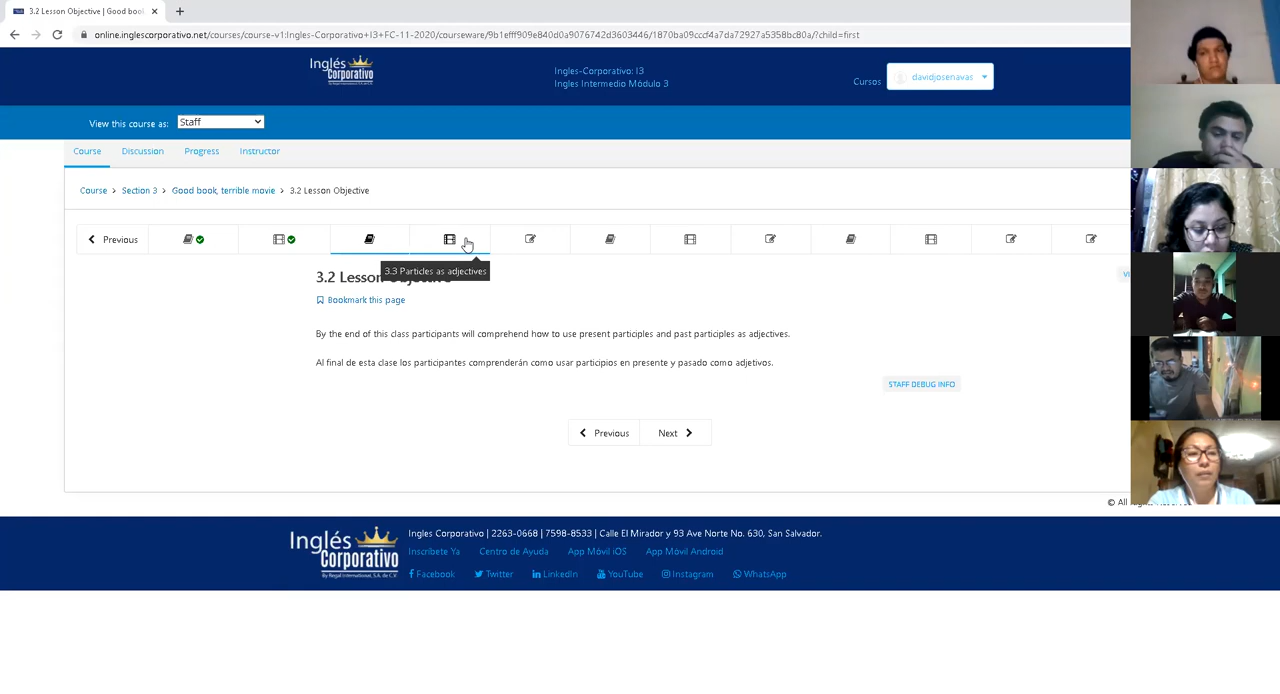 3.2 Lesson Objective | Good boo
online.inglescorporativo.net/courses/course-v1:Ingles-Corporativo+I3+FC-11-2020/courseware/9b1efff909e840d0a9076742d3603446/1870ba09cccf4a7da72927a5358bc80a/?child=first
Inglés
Corporativo
Ingles-Corporativo: I3
Ingles Intermedio Módulo 3
Cursos
davidjosenavas
View this course as:
Staff
Course
Discussion
Progress
Instructor
Course > Section 3 > Good book, terrible movie > 3.2 Lesson Objective
Previous
3.3 Particles as adjectives
3.2 Lesson Objective
Bookmark this page
By the end of this class participants will comprehend how to use present participles and past participles as adjectives.
Al final de esta clase los participantes comprenderán como usar participios en presente y pasado como adjetivos.
STAFF DEBUG INFO
Previous
Next
© All
Inglés
Corporativo
Ingles Corporativo | 2263-0668 | 7598-8533 | Calle El Mirador y 93 Ave Norte No. 630, San Salvador.
Inscríbete Ya
Centro de Ayuda
App Móvil iOS
App Móvil Android
Facebook
Twitter
LinkedIn
YouTube
Instagram
WhatsApp